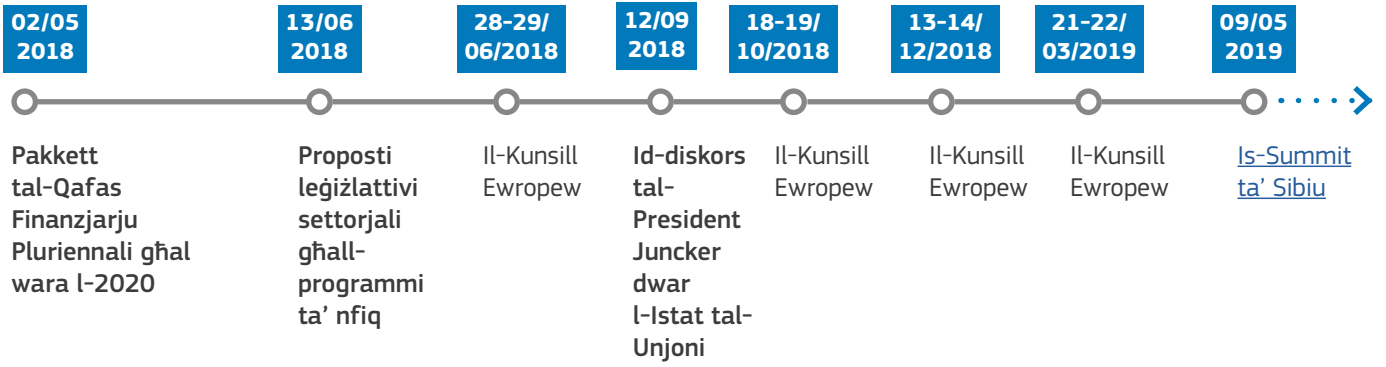 02/05
2018
13/06
2018
28-29/
06/2018
12/09
2018
18-19/
10/2018
13-14/
12/2018
21-22/
03/2019
09/05
2019
Pakkett
tal-Qafas
Finanzjarju
Pluriennali għal
wara l-2020
Proposti
leġiżlattivi
settorjali
għall-
programmi
ta’ nfiq
Il-Kunsill
Ewropew
Id-diskors
tal-
President
Juncker
dwar
l-Istat tal-
Unjoni
Il-Kunsill
Ewropew
Il-Kunsill
Ewropew
Il-Kunsill
Ewropew
Is-Summit
ta’ Sibiu